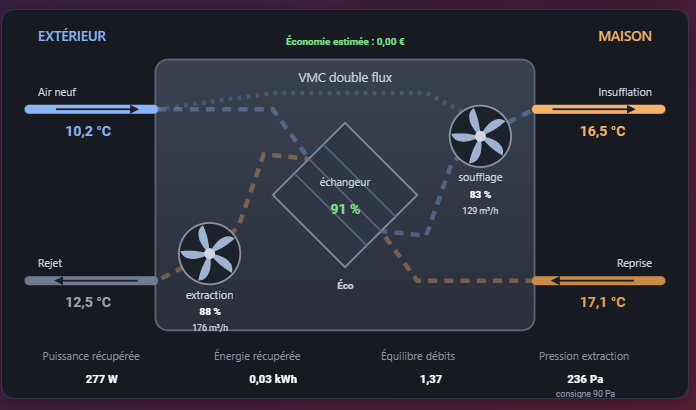 EXTÉRIEUR
Économie estimée : 0,00 €
MAISON
VMC double flux
Air neuf
10,2 °C
Insufflation
16,5 °C
échangeur
91 %
soufflage
83 %
129 m³/h
Rejet
12,5 °C
extraction
88 %
176 m³/h
Éco
Reprise
17,1 °C
Puissance récupérée
277 W
Énergie récupérée
0,03 kWh
Équilibre débits
1,37
Pression extraction
236 Pa
consigne 90 Pa